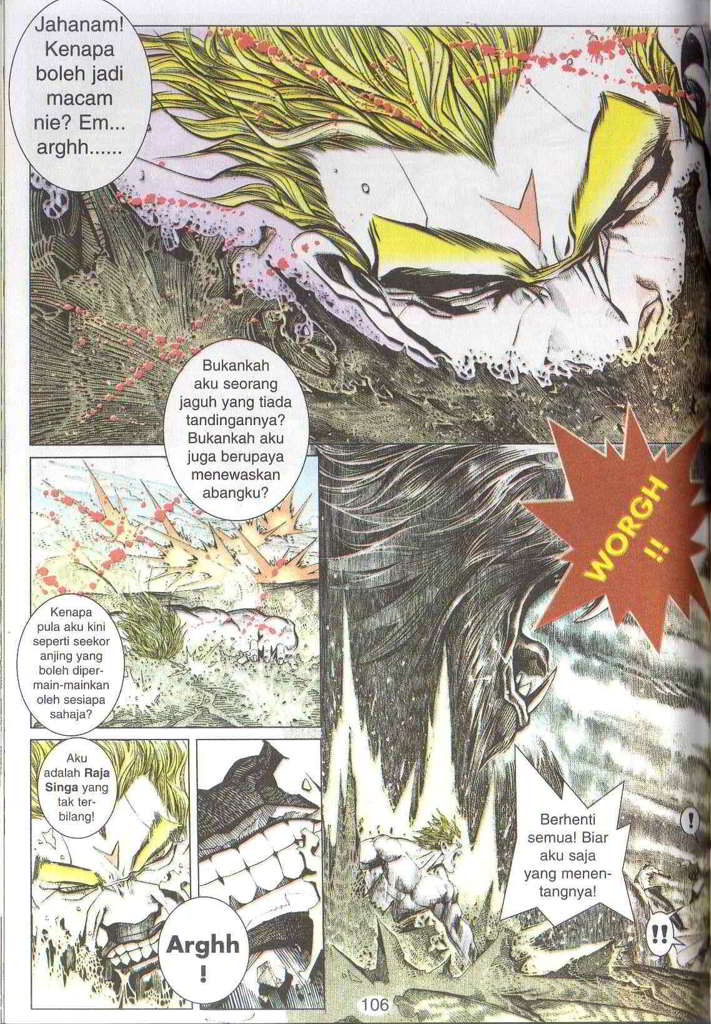 Jahanam!
Kenapa
boleh jadi
macam
nie? Em...
arghh......
Bukankah
aku seorang
jaguh yang tiada
tandingannya?
Bukankah aku
juga berupaya
menewaskan
abangku?
Kenapa
pula aku kini
seperti seekor
anjing yang
boleh diper-
main-mainkan
oleh sesiapa
sahaja?
WORGH
!!
Aku
adalah Raja
Singa yang
tak ter-
bilang!
Arghh
!
Berhenti
semua! Biar
aku saja
yang menen-
tangnya!
!
!!
106